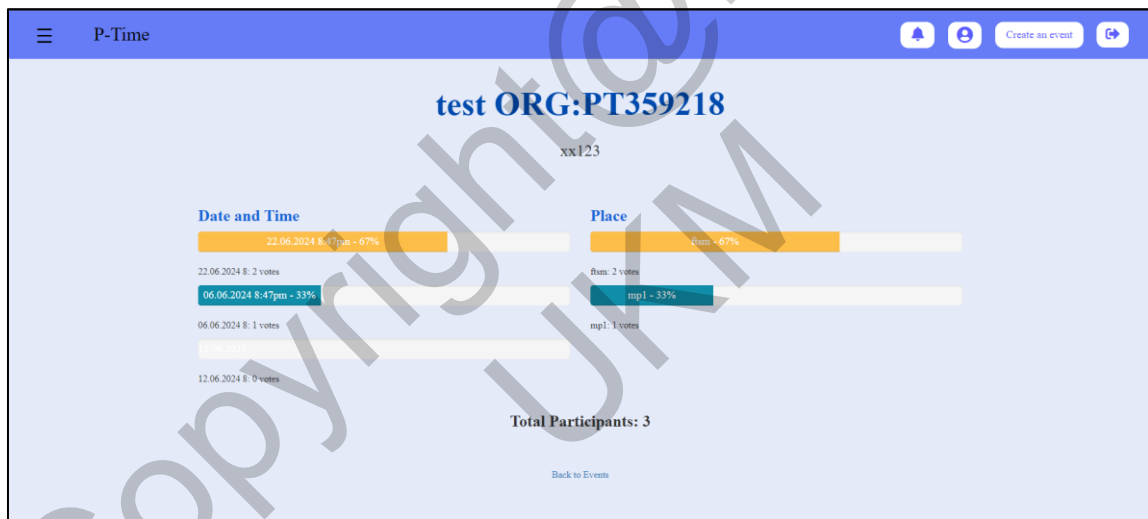 P-Time
Create an event
test ORG:PT359218
xx123
Date and Time
22.06.2024 8:47pm - 67%
22.06.2024 8: 2 votes
06.06.2024 8:47pm - 33%
06.06.2024 8: 1 votes
12.06.2024
12.06.2024 8: 0 votes
Place
ftsm - 67%
ftsm: 2 votes
mp1 - 33%
mp1: 1 votes
Total Participants: 3
Back to Events
Copyright@
UKM